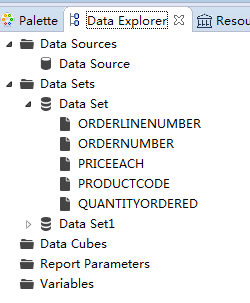 Palette Data Explorer Resou
Data Sources
Data Source
Data Sets
Data Set
ORDERLINENUMBER
ORDERNUMBER
PRICEEACH
PRODUCTCODE
QUANTITYORDERED
Data Set1
Data Cubes
Report Parameters
Variables